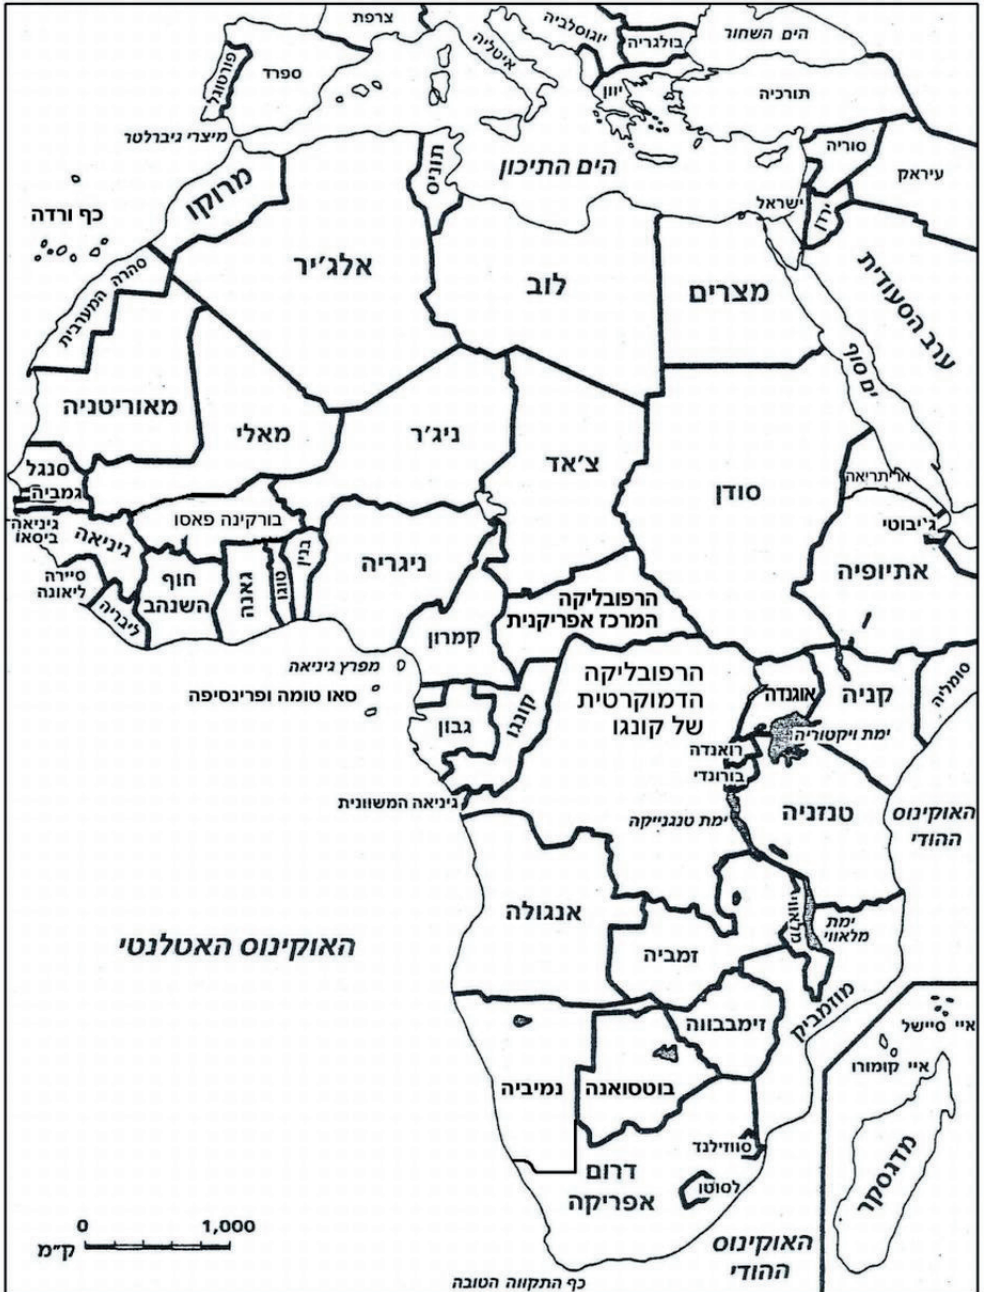 צרפת
ספרד
פורטוגל
איטליה
יוגוסלביה
בולגריה
הים השחור
יוון
תורכיה
מיצרי גיברלטר
הים התיכון
סוריה
עיראק
ישראל
ירדן
ערב הסעודית
ים סוף
כף ורדה
מרוקו
תוניס
אלג'יר
לוב
מצרים
סהרה המערבית
מאוריטניה
מאלי
ניג'ר
צ'אד
סודן
אריתריאה
ג'יבוטי
אתיופיה
סנגל
גמביה
גיניאה-
ביסאו
גיניאה
סיירה
ליאונה
ליבריה
חוף
השנהב
בורקינה פאסו
גאנה
טוגו
בנין
ניגריה
קמרון
הרפובליקה
המרכז אפריקנית
מפרץ גיניאה
סאו טומה ופרינסיפה
גבון
קונגו
הרפובליקה
הדמוקרטית
של קונגו
אוגנדה
קניה
סומליה
ימת ויקטוריה
רואנדה
בורונדי
גיניאה המשוונית
ימת טנגנייקה
טנזניה
האוקינוס
ההודי
אנגולה
זמביה
מלאווי
ימת
מלאווי
מוזמביק
האוקינוס האטלנטי
זימבבווה
נמיביה
בוטסואנה
סווזילנד
דרום
אפריקה
לסוטו
איי סיישל
איי קומורו
מדגסקר
0 1,000
ק"מ
האוקינוס
ההודי
כף התקווה הטובה